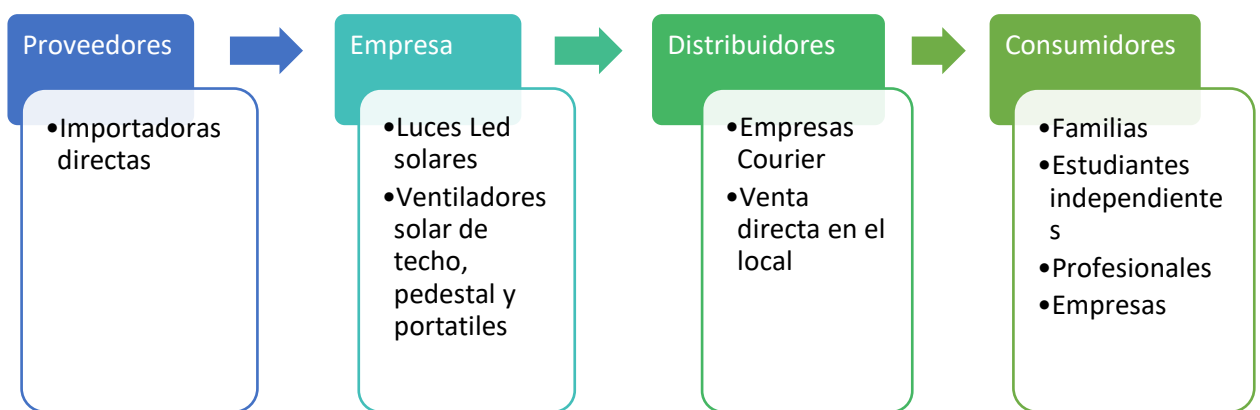 Proveedores
•Importadoras
directas
Empresa
•Luces Led
solares
•Ventiladores
solar de
techo,
pedestal y
portatiles
Distribuidores
•Empresas
Courier
•Venta
directa en el
local
Consumidores
•Familias
•Estudiantes
independiente
s
•Profesionales
•Empresas